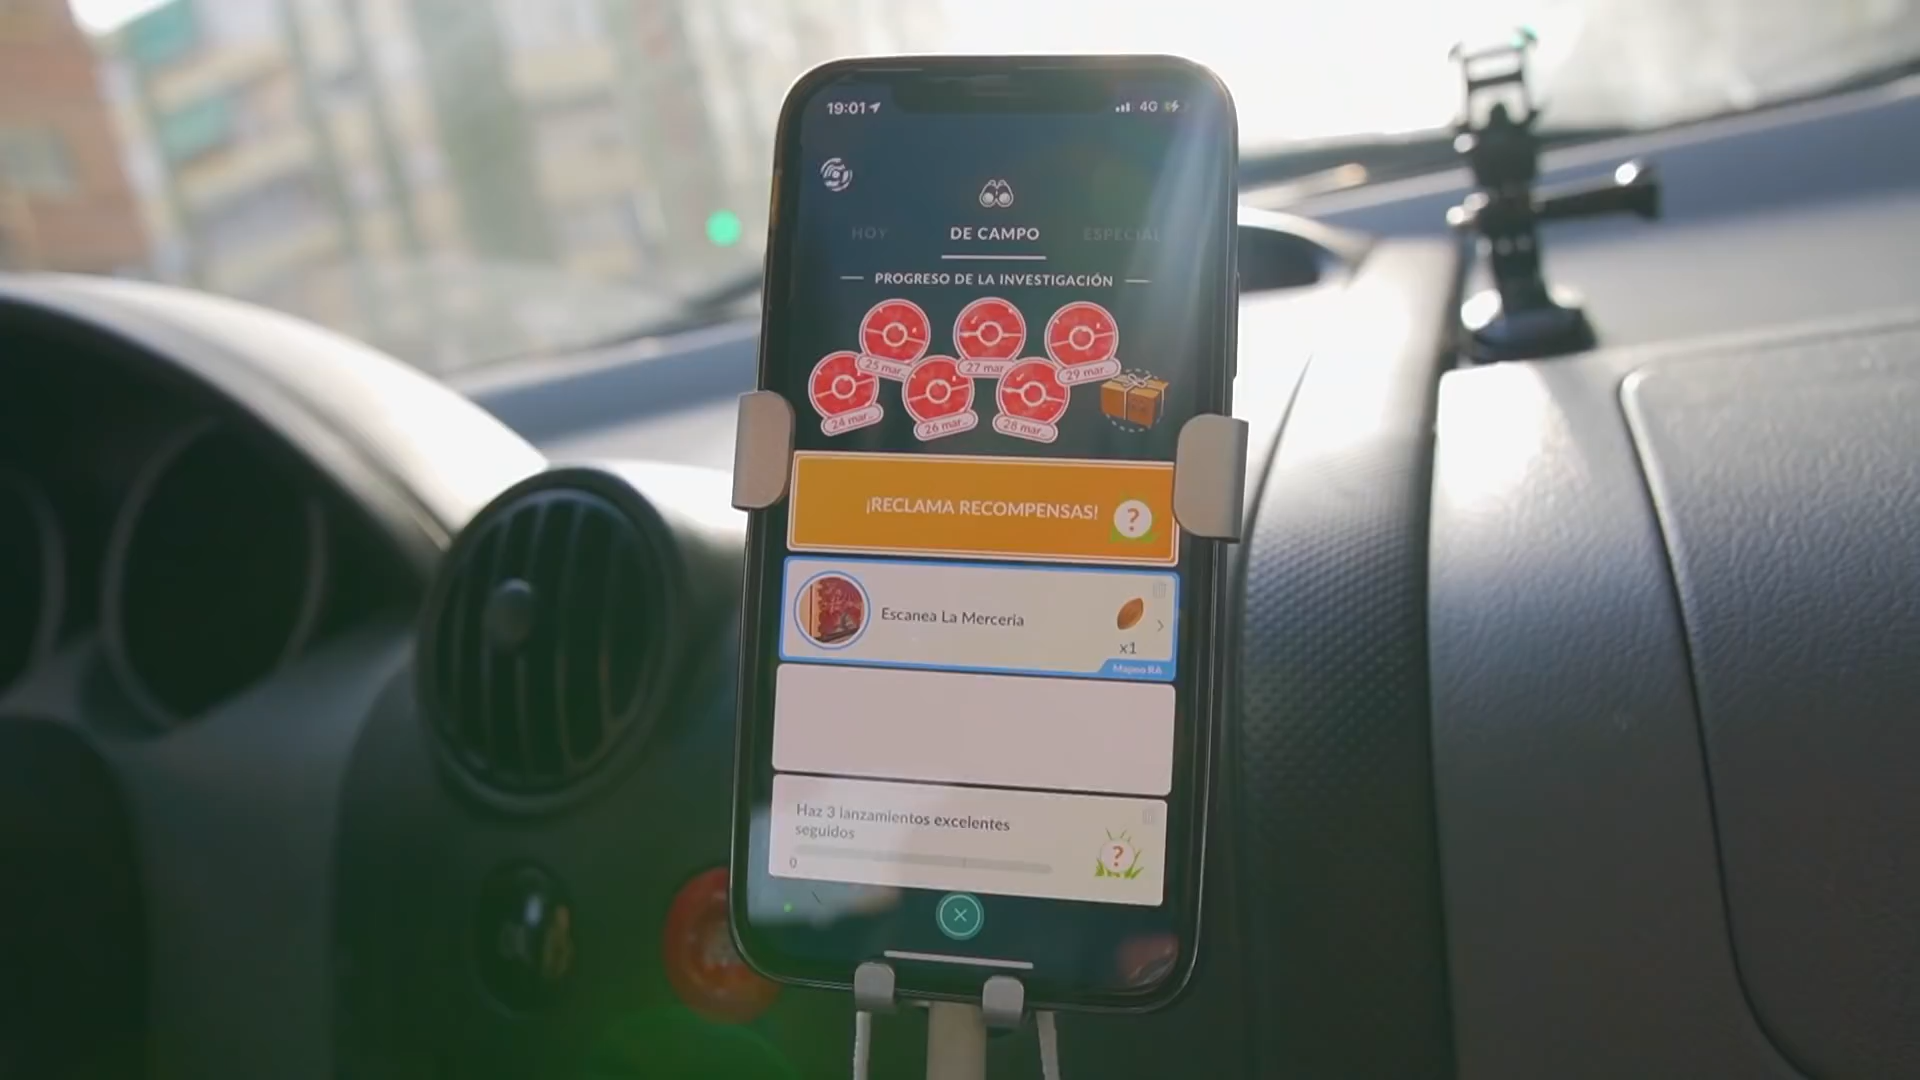 19:01
4G
HOY
DE CAMPO
ESPECIAL
PROGRESO DE LA INVESTIGACIÓN
25 mar..
27 mar..
29 mar..
24 mar..
26 mar..
28 mar..
¡RECLAMA RECOMPENSAS!
?
Escanea La Merceria
x1
Mapeo RA
Haz 3 lanzamientos excelentes
seguidos
?
0